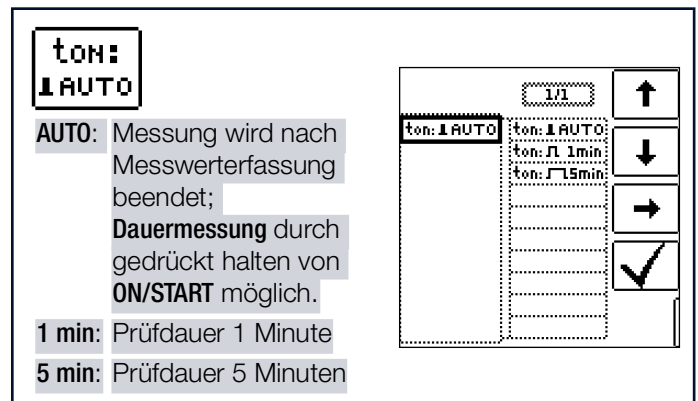 ton:
AUTO
AUTO: Messung wird nach
Messwerterfassung
beendet;
Dauermessung durch
gedrückt halten von
ON/START möglich.
1 min: Prüfdauer 1 Minute
5 min: Prüfdauer 5 Minuten
1/1
ton: AUTO
ton: AUTO
ton: 1min
ton: 5min